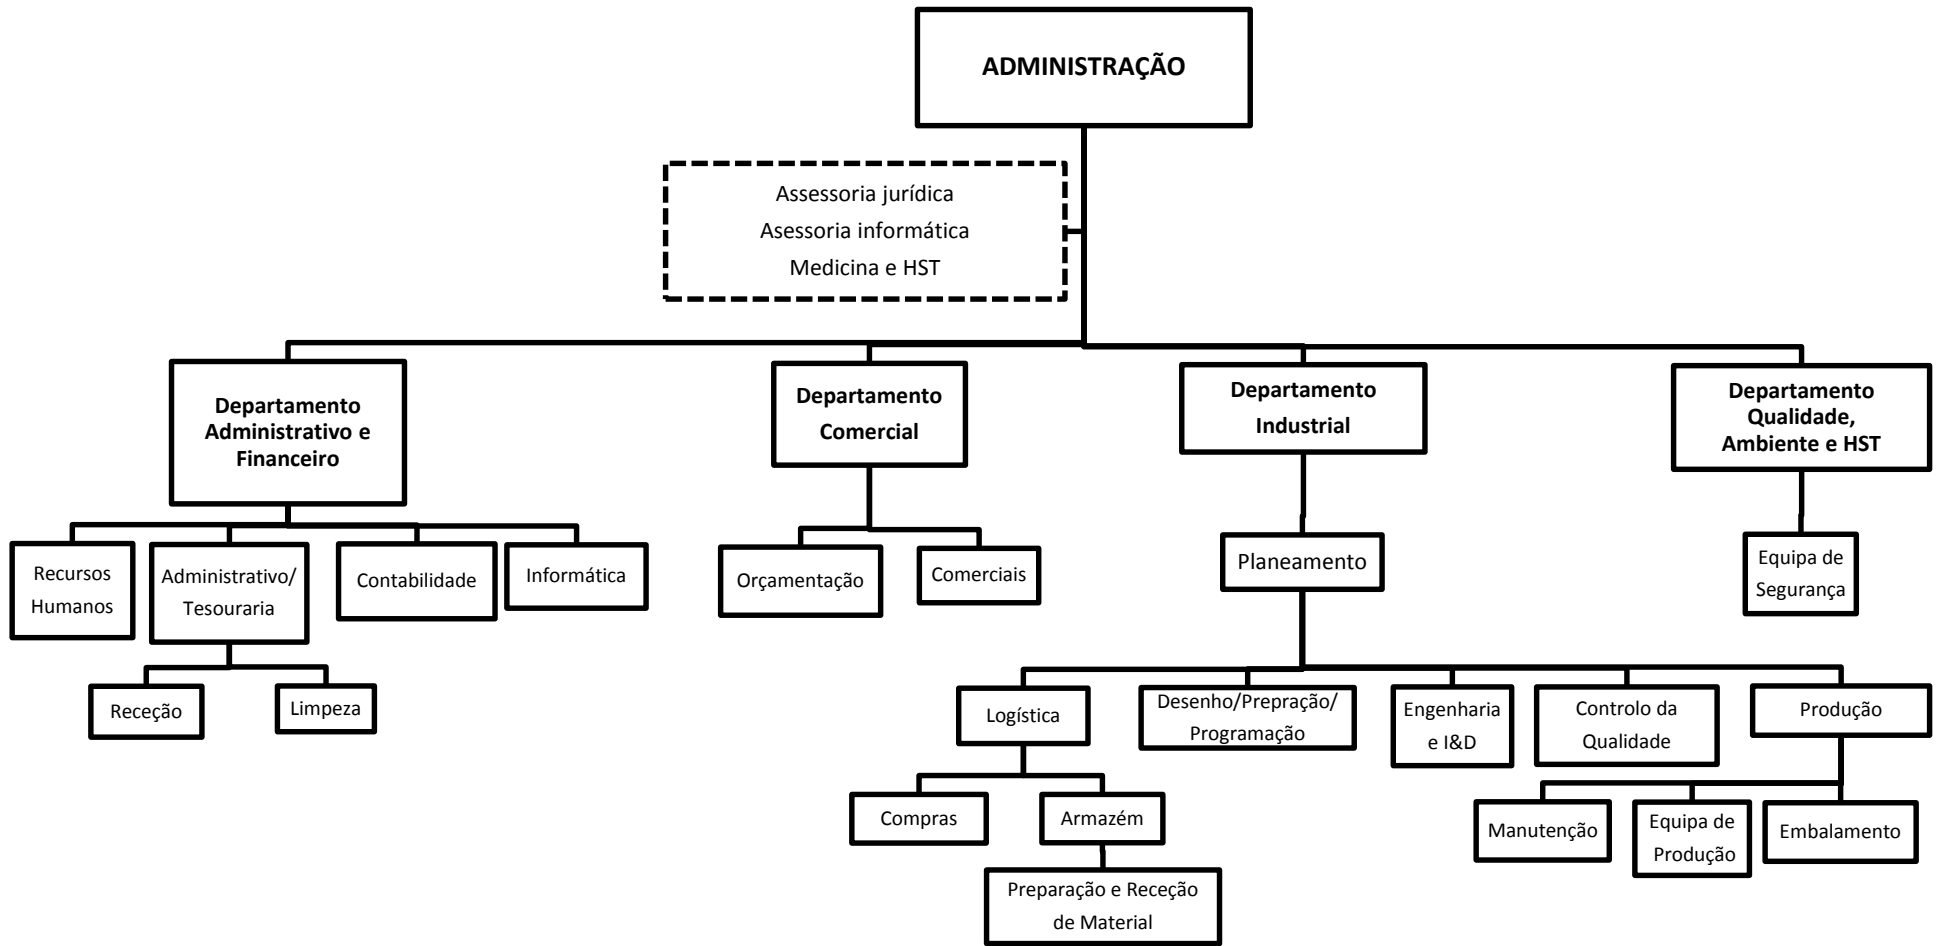 ADMINISTRAÇÃO
Assessoria jurídica
Asessoria informática
Medicina e HST
Departamento
Administrativo e
Financeiro
Departamento
Comercial
Departamento
Industrial
Departamento
Qualidade,
Ambiente e HST
Recursos
Humanos
Administrativo/
Tesouraria
Contabilidade
Informática
Orçamentação
Comerciais
Planeamento
Equipa de
Segurança
Receção
Limpeza
Logística
Desenho/Prepração/
Programação
Engenharia
e I&D
Controlo da
Qualidade
Produção
Compras
Armazém
Manutenção
Equipa de
Produção
Embalamento
Preparação e Receção
de Material